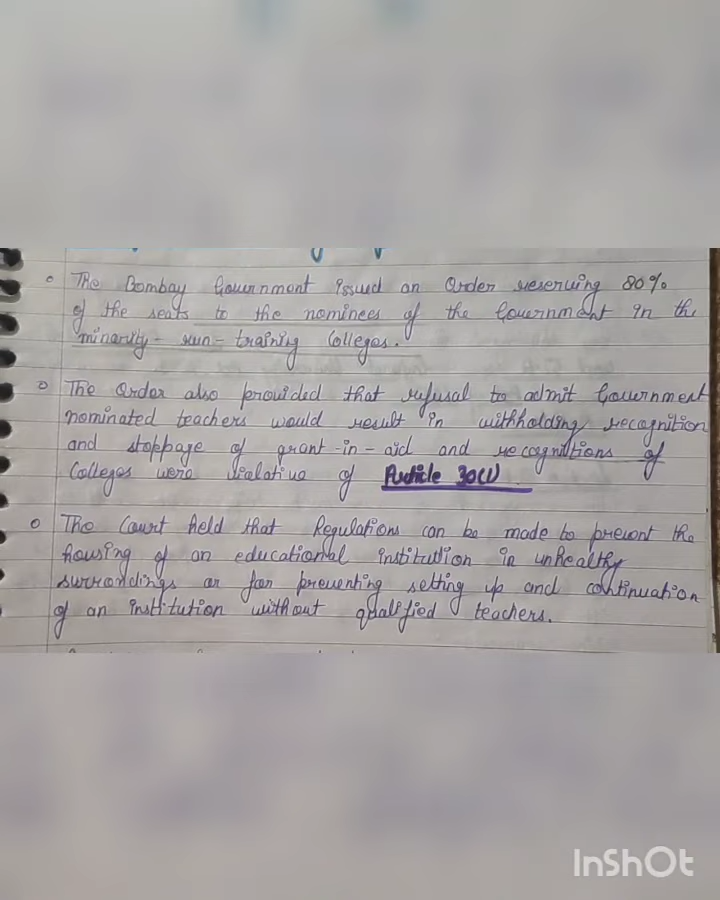 The Bombay Government issued an Order reserving 80%
of the seats to the nominees of the Government in the
minority-run-training Colleges.
The Order also provided that refusal to admit Government
nominated teachers would result in withholding recognition
and stoppage of grant-in-aid and recognitions of
Colleges were violative of Article 30(1)
The Court held that Regulations can be made to prevent the
housing of an educational institution in unhealthy
surroundings or for preventing setting up and continuation
of an institution without qualified teachers.
InShOt